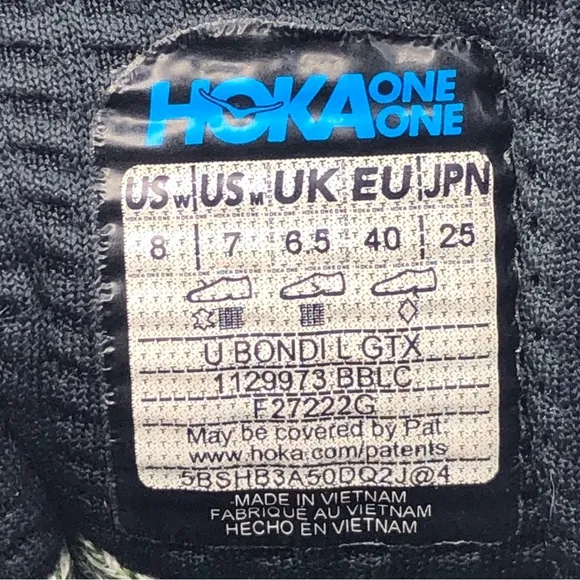 HOKA ONE ONE
US W US M UK EU JPN
8 7 6.5 40 25
U BONDI L GTX
1129973 BBLC
F27222G
May be covered by Pat.
www.hoka.com/patents
5BSHB3A50DQ2J@4
MADE IN VIETNAM
FABRIQUÉ AU VIETNAM
HECHO EN VIETNAM